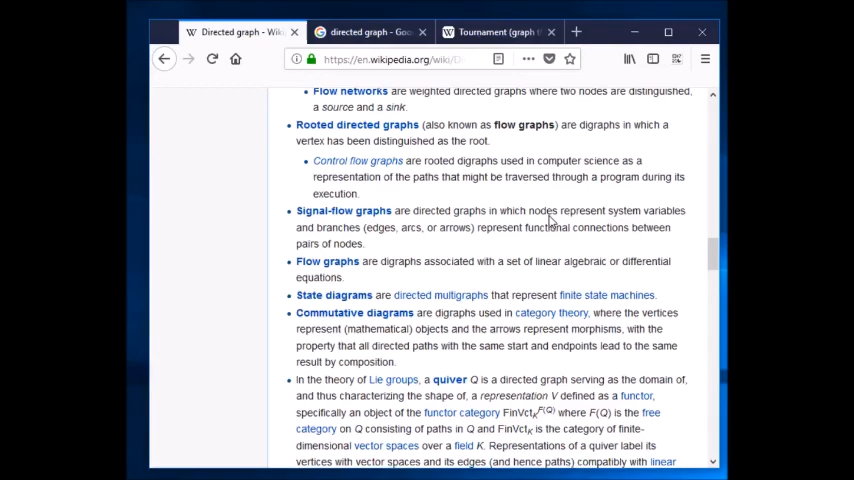 Directed graph - Wiki
directed graph - Goo
Tournament (graph th
https://en.wikipedia.org/wiki/D
Flow networks are weighted directed graphs where two nodes are distinguished,
a source and a sink.
Rooted directed graphs (also known as flow graphs) are digraphs in which a
vertex has been distinguished as the root.
Control flow graphs are rooted digraphs used in computer science as a
representation of the paths that might be traversed through a program during its
execution.
Signal-flow graphs are directed graphs in which nodes represent system variables
and branches (edges, arcs, or arrows) represent functional connections between
pairs of nodes.
Flow graphs are digraphs associated with a set of linear algebraic or differential
equations.
State diagrams are directed multigraphs that represent finite state machines.
Commutative diagrams are digraphs used in category theory, where the vertices
represent (mathematical) objects and the arrows represent morphisms, with the
property that all directed paths with the same start and endpoints lead to the same
result by composition.
In the theory of Lie groups, a quiver Q is a directed graph serving as the domain of,
and thus characterizing the shape of, a representation V defined as a functor,
specifically an object of the functor category FinVctK^F(Q) where F(Q) is the free
category on Q consisting of paths in Q and FinVctK is the category of finite-
dimensional vector spaces over a field K. Representations of a quiver label its
vertices with vector spaces and its edges (and hence paths) compatibly with linear